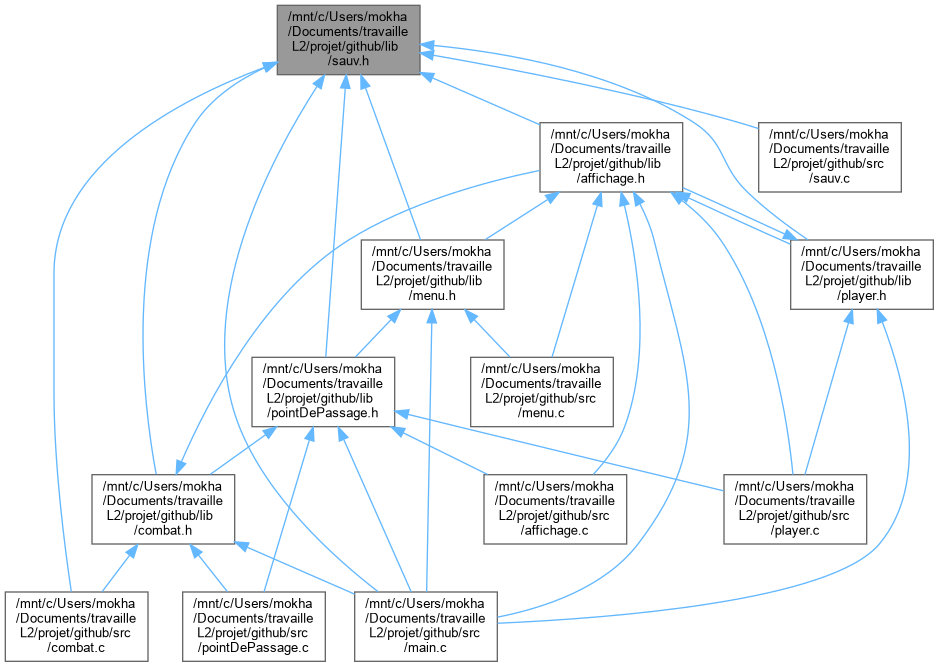 /mnt/c/Users/mokha
/Documents/travaille
L2/projet/github/lib
/sauv.h
/mnt/c/Users/mokha
/Documents/travaille
L2/projet/github/lib
/affichage.h
/mnt/c/Users/mokha
/Documents/travaille
L2/projet/github/src
/sauv.c
/mnt/c/Users/mokha
/Documents/travaille
L2/projet/github/lib
/menu.h
/mnt/c/Users/mokha
/Documents/travaille
L2/projet/github/lib
/player.h
/mnt/c/Users/mokha
/Documents/travaille
L2/projet/github/lib
/pointDePassage.h
/mnt/c/Users/mokha
/Documents/travaille
L2/projet/github/src
/menu.c
/mnt/c/Users/mokha
/Documents/travaille
L2/projet/github/lib
/combat.h
/mnt/c/Users/mokha
/Documents/travaille
L2/projet/github/src
/affichage.c
/mnt/c/Users/mokha
/Documents/travaille
L2/projet/github/src
/player.c
/mnt/c/Users/mokha
/Documents/travaille
L2/projet/github/src
/combat.c
/mnt/c/Users/mokha
/Documents/travaille
L2/projet/github/src
/pointDePassage.c
/mnt/c/Users/mokha
/Documents/travaille
L2/projet/github/src
/main.c